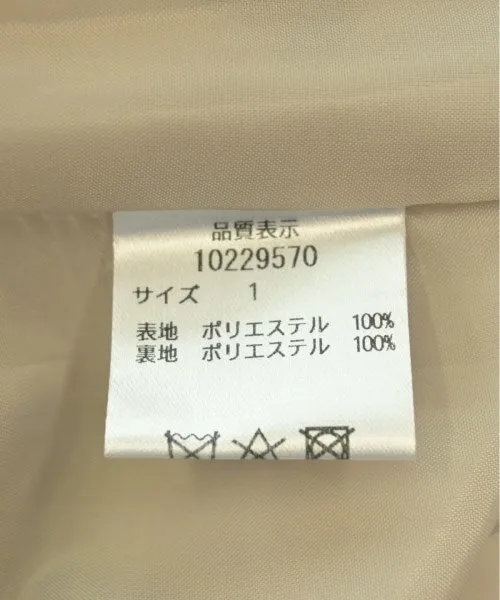 品質表示
10229570
サイズ 1
表地 ポリエステル 100%
裏地 ポリエステル 100%